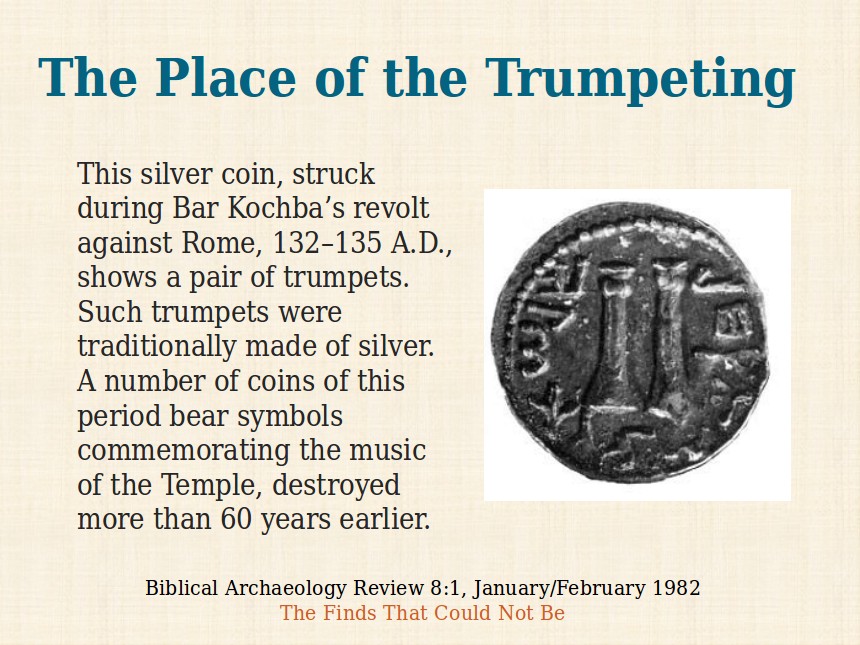 The Place of the Trumpeting
This silver coin, struck
during Bar Kochba’s revolt
against Rome, 132–135 A.D.,
shows a pair of trumpets.
Such trumpets were
traditionally made of silver.
A number of coins of this
period bear symbols
commemorating the music
of the Temple, destroyed
more than 60 years earlier.
Biblical Archaeology Review 8:1, January/February 1982
The Finds That Could Not Be